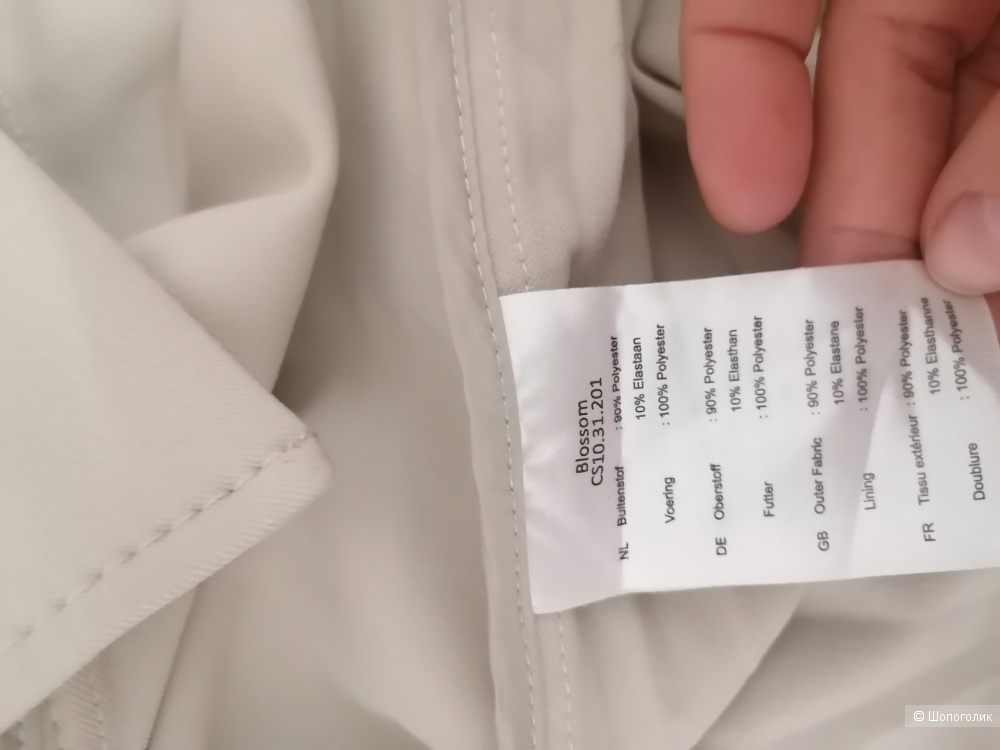 Blossom
CS10.31.201
NL Buitenstof : 90% Polyester
10% Elastaan
Voering : 100% Polyester
DE Oberstoff : 90% Polyester
10% Elasthan
Futter : 100% Polyester
GB Outer Fabric : 90% Polyester
10% Elastane
Lining : 100% Polyester
FR Tissu extérieur : 90% Polyester
10% Elasthanne
Doublure : 100% Polyester
© Шопоголик